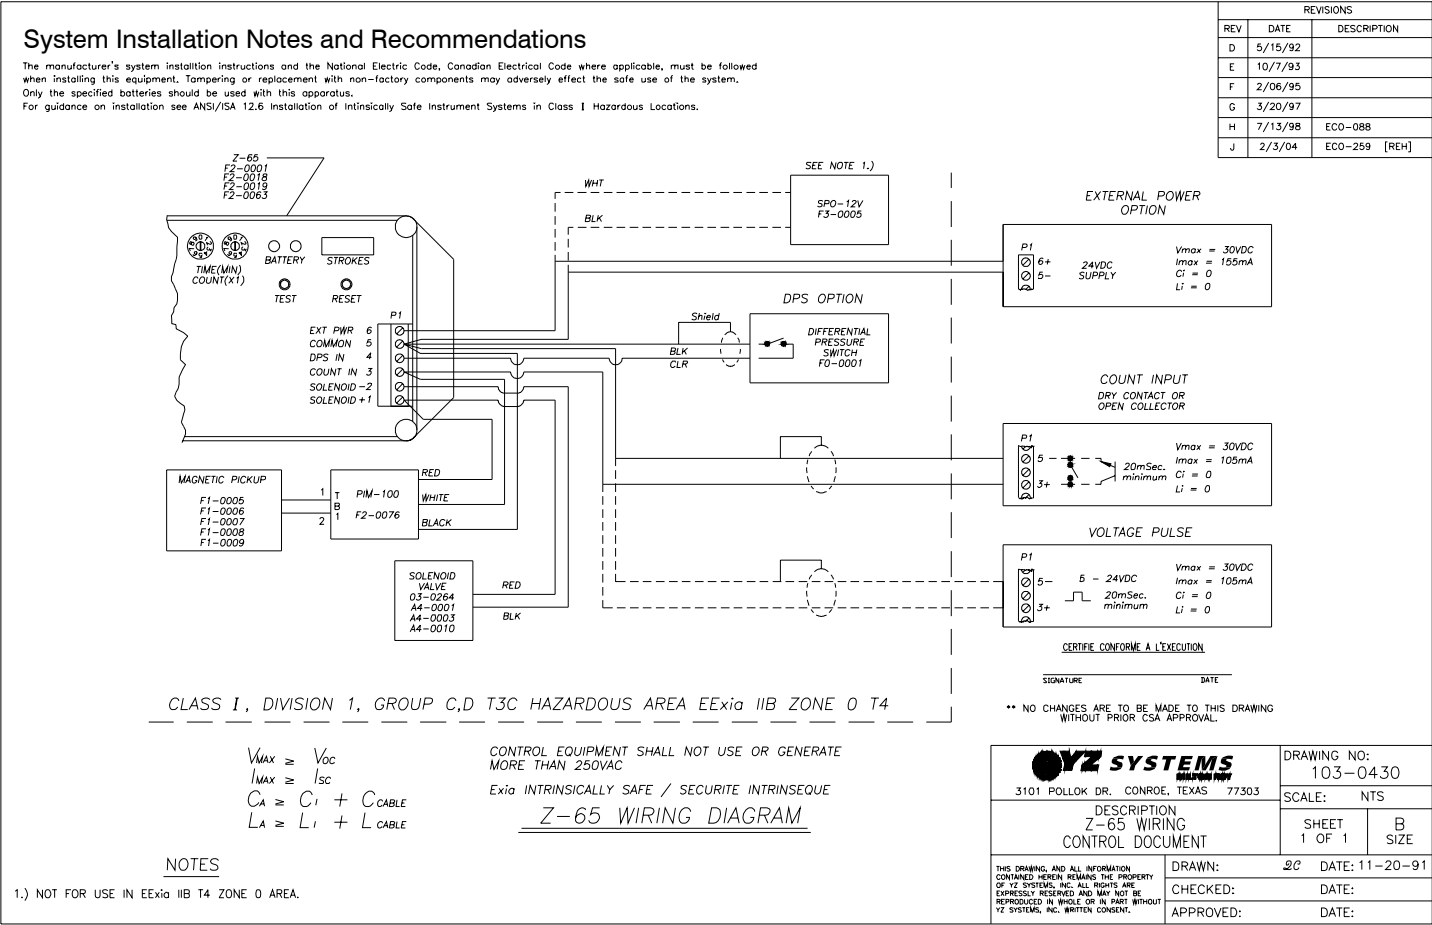 System Installation Notes and Recommendations
The manufacturer's system installtion instructions and the National Electric Code, Canadian Electrical Code where applicable, must be followed
when installing this equipment. Tampering or replacement with non-factory components may adversely effect the safe use of the system.
Only the specified batteries should be used with this apparatus.
For guidance on installation see ANSI/ISA 12.6 Installation of Intinsically Safe Instrument Systems in Class I Hazardous Locations.
REVISIONS
REV DATE DESCRIPTION
D 5/15/92
E 10/7/93
F 2/06/95
G 3/20/97
H 7/13/98 ECO-088
J 2/3/04 ECO-259 [REH]
Z-65
F2-0001
F2-0018
F2-0019
F2-0063
TIME(MIN)
COUNT(X1)
BATTERY
STROKES
TEST
RESET
P1
EXT PWR 6
COMMON 5
DPS IN 4
COUNT IN 3
SOLENOID -2
SOLENOID +1
WHT
BLK
SEE NOTE 1.)
SPO-12V
F3-0005
EXTERNAL POWER
OPTION
P1
6+
5-
24VDC
SUPPLY
Vmax = 30VDC
Imax = 155mA
Ci = 0
Li = 0
DPS OPTION
Shield
BLK
CLR
DIFFERENTIAL
PRESSURE
SWITCH
F0-0001
COUNT INPUT
DRY CONTACT OR
OPEN COLLECTOR
P1
5 -
3+
20mSec.
minimum
Vmax = 30VDC
Imax = 105mA
Ci = 0
Li = 0
MAGNETIC PICKUP
F1-0005
F1-0006
F1-0007
F1-0008
F1-0009
1
2
T
B
1
PIM-100
F2-0076
RED
WHITE
BLACK
VOLTAGE PULSE
P1
5-
3+
5 - 24VDC
20mSec.
minimum
Vmax = 30VDC
Imax = 105mA
Ci = 0
Li = 0
SOLENOID
VALVE
03-0264
A4-0001
A4-0003
A4-0010
RED
BLK
CERTIFIE CONFORME A L'EXECUTION
SIGNATURE DATE
** NO CHANGES ARE TO BE MADE TO THIS DRAWING
WITHOUT PRIOR CSA APPROVAL.
CLASS I, DIVISION 1, GROUP C,D T3C HAZARDOUS AREA EExia IIB ZONE 0 T4
VMAX ≥ VOC
IMAX ≥ ISC
CA ≥ CI + CCABLE
LA ≥ LI + LCABLE
CONTROL EQUIPMENT SHALL NOT USE OR GENERATE
MORE THAN 250VAC
Exia INTRINSICALLY SAFE / SECURITE INTRINSEQUE
Z-65 WIRING DIAGRAM
NOTES
1.) NOT FOR USE IN EExia IIB T4 ZONE 0 AREA.
YZ SYSTEMS
3101 POLLOK DR. CONROE, TEXAS 77303
DRAWING NO:
103-0430
SCALE: NTS
DESCRIPTION
Z-65 WIRING
CONTROL DOCUMENT
SHEET
1 OF 1
B
SIZE
THIS DRAWING, AND ALL INFORMATION
CONTAINED HEREIN REMAINS THE PROPERTY
OF YZ SYSTEMS, INC. ALL RIGHTS ARE
EXPRESSLY RESERVED AND MAY NOT BE
REPRODUCED IN WHOLE OR IN PART WITHOUT
YZ SYSTEMS, INC. WRITTEN CONSENT.
DRAWN: DATE: 11-20-91
CHECKED: DATE:
APPROVED: DATE: